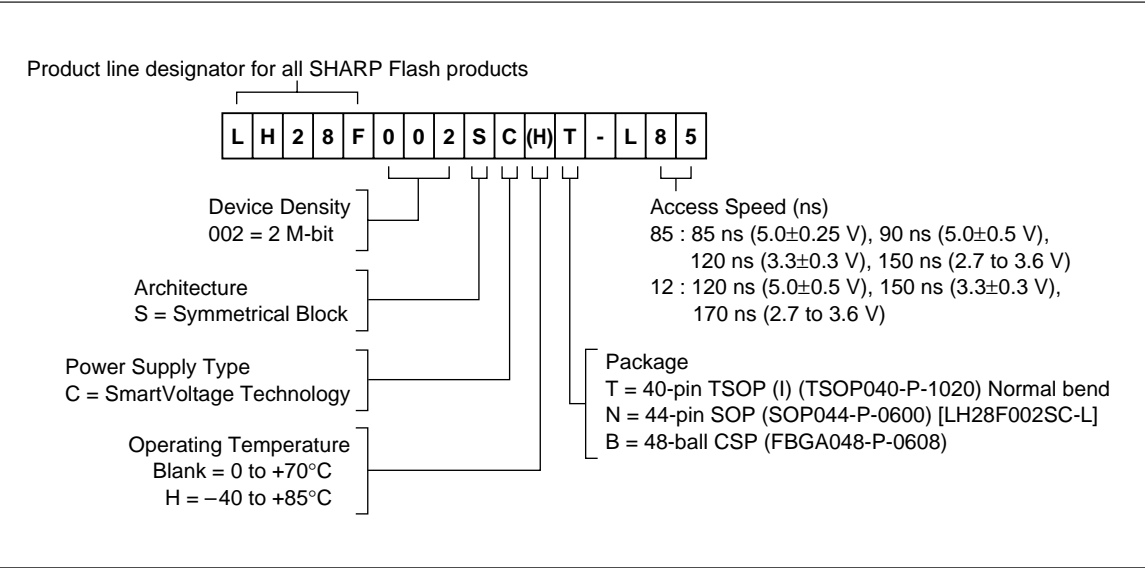 Product line designator for all SHARP Flash products
L H 2 8 F 0 0 2 S C (H) T - L 8 5
Device Density
002 = 2 M-bit
Architecture
S = Symmetrical Block
Power Supply Type
C = SmartVoltage Technology
Operating Temperature
Blank = 0 to +70°C
H = −40 to +85°C
Access Speed (ns)
85 : 85 ns (5.0±0.25 V), 90 ns (5.0±0.5 V),
120 ns (3.3±0.3 V), 150 ns (2.7 to 3.6 V)
12 : 120 ns (5.0±0.5 V), 150 ns (3.3±0.3 V),
170 ns (2.7 to 3.6 V)
Package
T = 40-pin TSOP (I) (TSOP040-P-1020) Normal bend
N = 44-pin SOP (SOP044-P-0600) [LH28F002SC-L]
B = 48-ball CSP (FBGA048-P-0608)